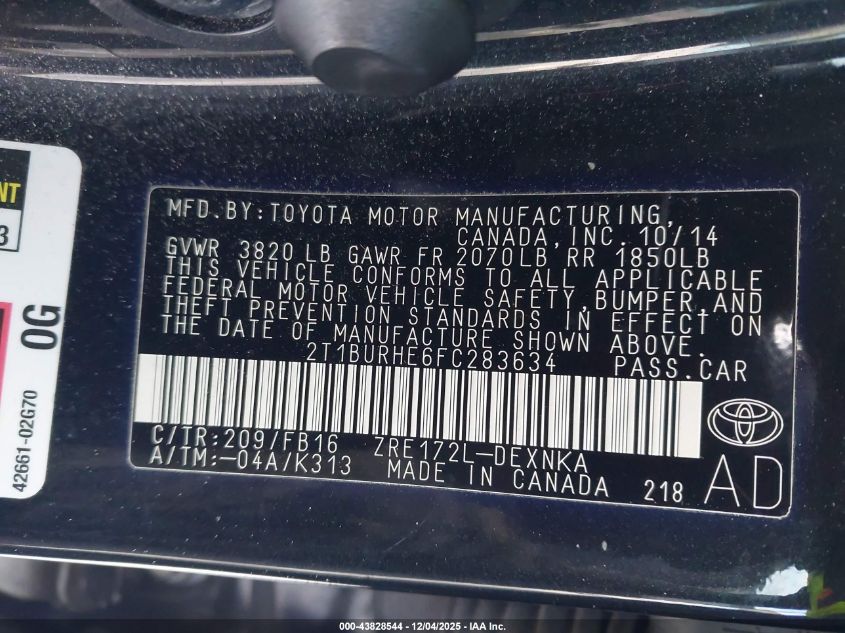 NT
3
0G
42661-02G70
MFD.BY:TOYOTA MOTOR MANUFACTURING,
CANADA,INC. 10/14
GVWR 3820 LB GAWR FR 2070LB RR 1850LB
THIS VEHICLE CONFORMS TO ALL APPLICABLE
FEDERAL MOTOR VEHICLE SAFETY,BUMPER,AND
THEFT PREVENTION STANDARDS IN EFFECT ON
THE DATE OF MANUFACTURE SHOWN ABOVE.
2T1BURHE6FC283634 PASS.CAR
C/TR:209/FB16 ZRE172L-DEXNKA
A/TM:-04A/K313 MADE IN CANADA 218 AD
000-43828544 - 12/04/2025 - IAA Inc.